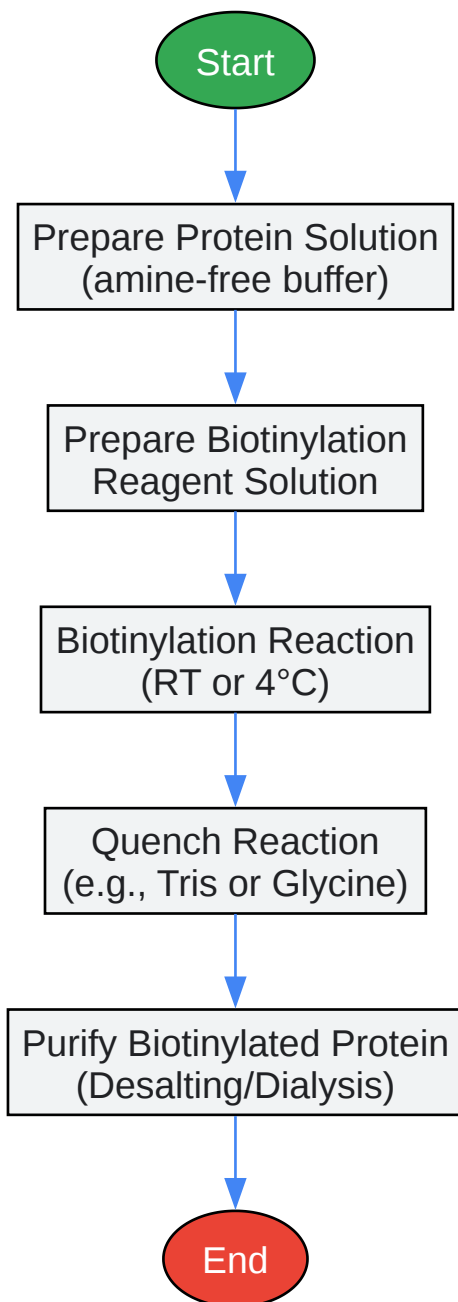 Start
Prepare Protein Solution
(amine-free buffer)
Prepare Biotinylation
Reagent Solution
Biotinylation Reaction
(RT or 4°C)
Quench Reaction
(e.g., Tris or Glycine)
Purify Biotinylated Protein
(Desalting/Dialysis)
End